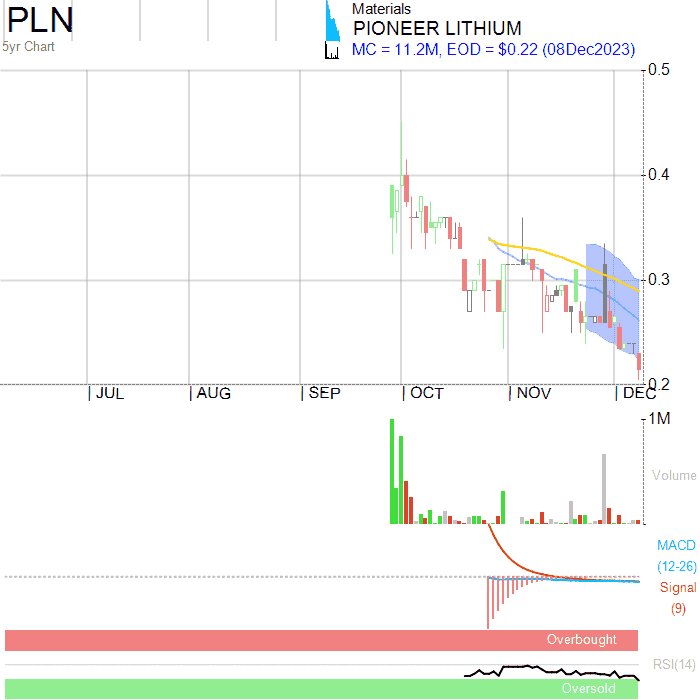 PLN
5yr Chart
Materials
PIONEER LITHIUM
MC = 11.2M, EOD = $0.22 (08Dec2023)
0.5
0.4
0.3
0.2
| JUL | AUG | SEP | OCT | NOV | DEC
1M
Volume
MACD
(12-26)
Signal
(9)
Overbought
RSI(14)
Oversold